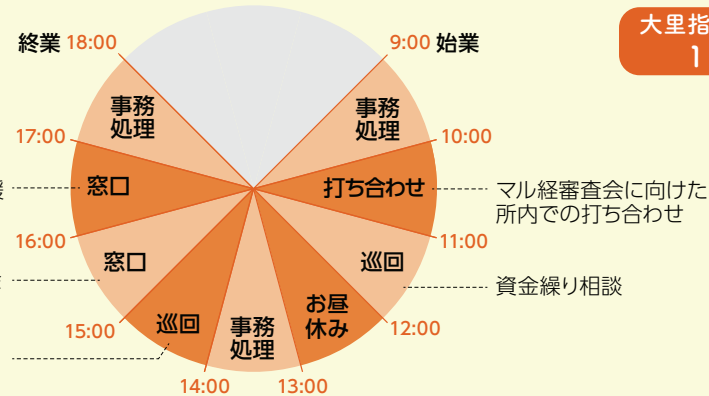 大里指
1
終業 18:00
9:00 始業
事務
処理
10:00
打ち合わせ
マル経審査会に向けた
所内での打ち合わせ
11:00
巡回
資金繰り相談
12:00
お昼
休み
13:00
事務
処理
14:00
巡回
15:00
窓口
16:00
窓口
17:00
事務
処理